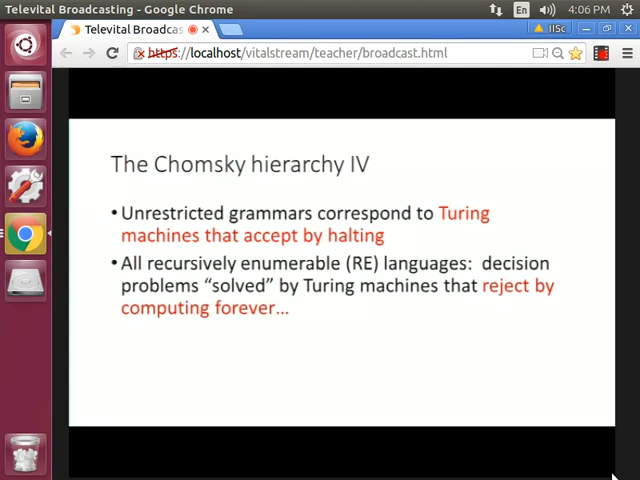 Televital Broadcasting - Google Chrome
En
4:06 PM
Televital Broadcas
IISc
https://localhost/vitalstream/teacher/broadcast.html
The Chomsky hierarchy IV
• Unrestricted grammars correspond to Turing
machines that accept by halting
• All recursively enumerable (RE) languages: decision
problems “solved” by Turing machines that reject by
computing forever...